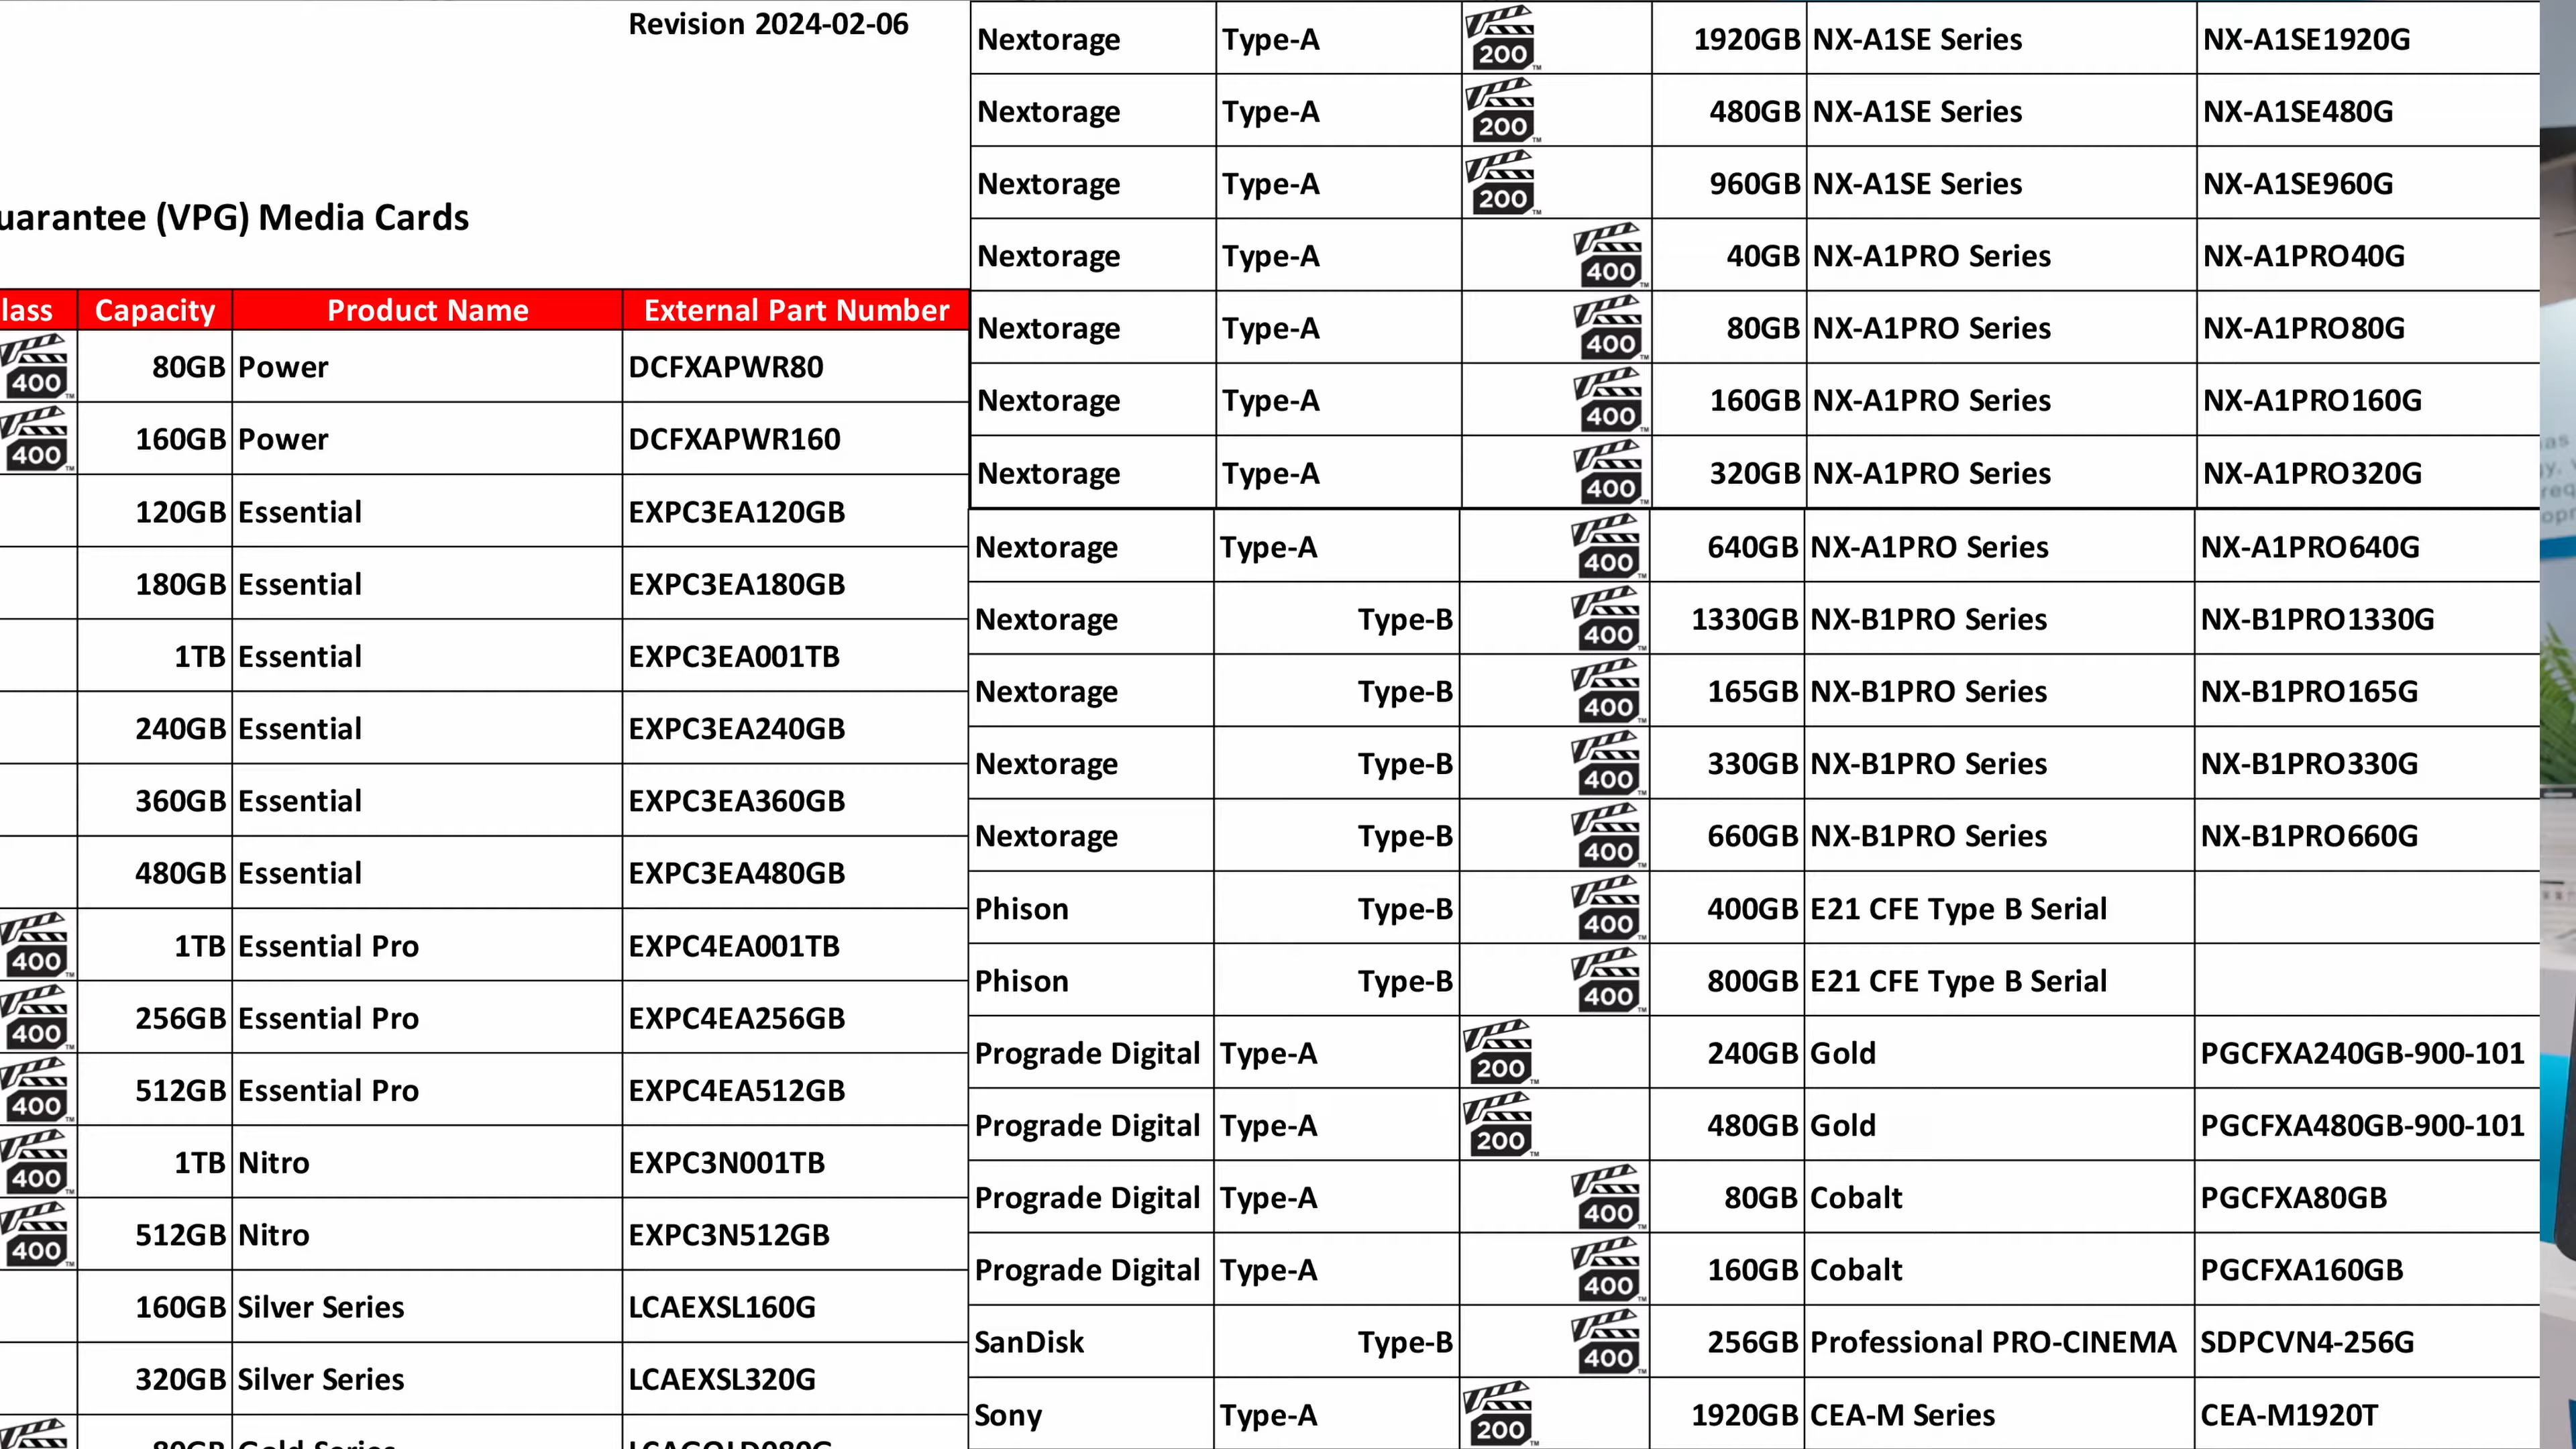 Revision 2024-02-06
uarantee (VPG) Media Cards
lass Capacity Product Name External Part Number
400 80GB Power DCFXAPWR80
400 160GB Power DCFXAPWR160
120GB Essential EXPC3EA120GB
180GB Essential EXPC3EA180GB
1TB Essential EXPC3EA001TB
240GB Essential EXPC3EA240GB
360GB Essential EXPC3EA360GB
480GB Essential EXPC3EA480GB
400 1TB Essential Pro EXPC4EA001TB
400 256GB Essential Pro EXPC4EA256GB
400 512GB Essential Pro EXPC4EA512GB
400 1TB Nitro EXPC3N001TB
400 512GB Nitro EXPC3N512GB
160GB Silver Series LCAEXSL160G
320GB Silver Series LCAEXSL320G
80GB Gold Series
Nextorage Type-A 200 1920GB NX-A1SE Series NX-A1SE1920G
Nextorage Type-A 200 480GB NX-A1SE Series NX-A1SE480G
Nextorage Type-A 200 960GB NX-A1SE Series NX-A1SE960G
Nextorage Type-A 400 40GB NX-A1PRO Series NX-A1PRO40G
Nextorage Type-A 400 80GB NX-A1PRO Series NX-A1PRO80G
Nextorage Type-A 400 160GB NX-A1PRO Series NX-A1PRO160G
Nextorage Type-A 400 320GB NX-A1PRO Series NX-A1PRO320G
Nextorage Type-A 400 640GB NX-A1PRO Series NX-A1PRO640G
Nextorage Type-B 400 1330GB NX-B1PRO Series NX-B1PRO1330G
Nextorage Type-B 400 165GB NX-B1PRO Series NX-B1PRO165G
Nextorage Type-B 400 330GB NX-B1PRO Series NX-B1PRO330G
Nextorage Type-B 400 660GB NX-B1PRO Series NX-B1PRO660G
Phison Type-B 400 400GB E21 CFE Type B Serial
Phison Type-B 400 800GB E21 CFE Type B Serial
Prograde Digital Type-A 200 240GB Gold PGCFXA240GB-900-101
Prograde Digital Type-A 200 480GB Gold PGCFXA480GB-900-101
Prograde Digital Type-A 400 80GB Cobalt PGCFXA80GB
Prograde Digital Type-A 400 160GB Cobalt PGCFXA160GB
SanDisk Type-B 400 256GB Professional PRO-CINEMA SDPCVN4-256G
Sony Type-A 200 1920GB CEA-M Series CEA-M1920T